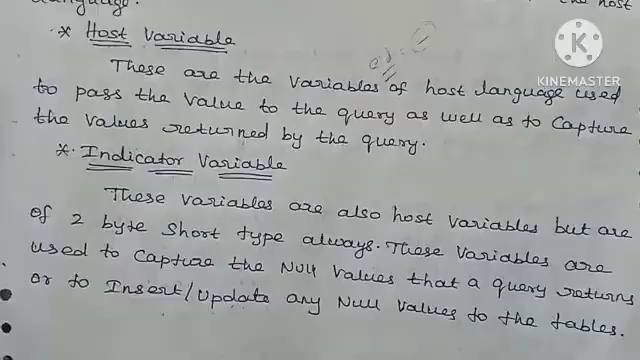 language.
the host
* Host Variable
These are the variables of host language used
to pass the value to the query as well as to capture
the values returned by the query.
* Indicator Variable
These variables are also host variables but are
of 2 byte short type always. These variables are
used to capture the NULL values that a query returns
or to Insert/Update any NULL values to the tables.
KINEMASTER